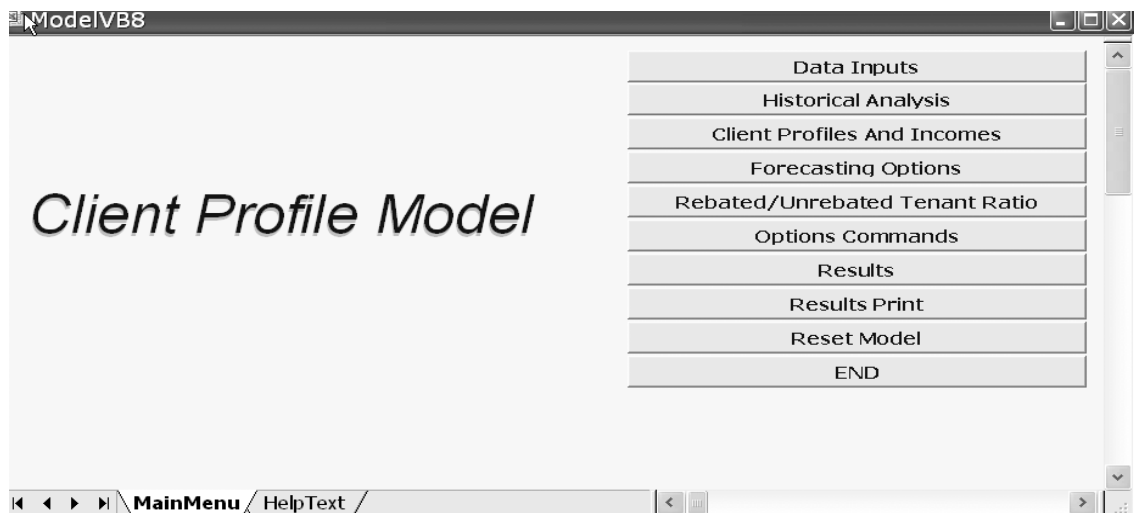 ModelVB8
Data Inputs
Historical Analysis
Client Profiles And Incomes
Forecasting Options
Rebated/Unrebated Tenant Ratio
Client Profile Model
Options Commands
Results
Results Print
Reset Model
END
MainMenu / HelpText /